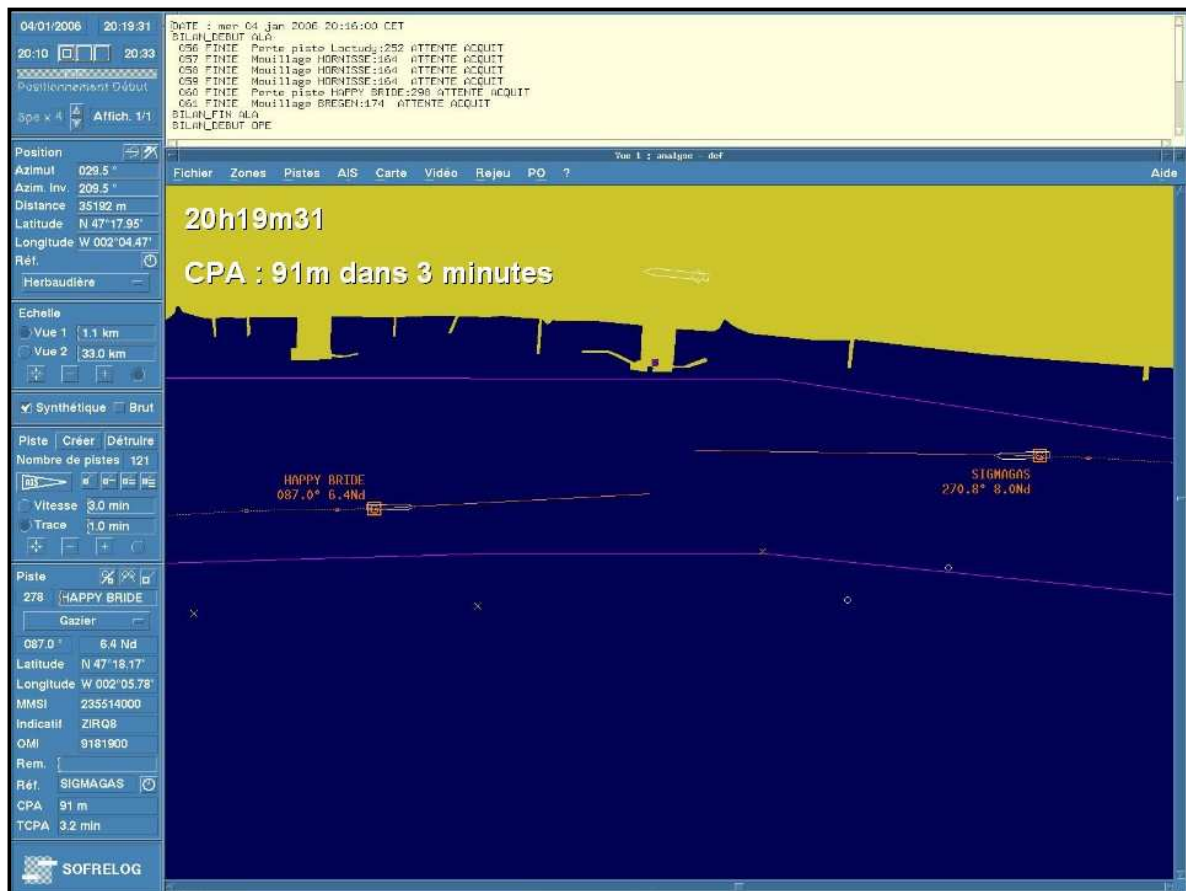 04/01/2006 20:19:31
20:10 20:33
Positionnement Début
Spe x 4 Affich. 1/1
Position
Azimut 029.5 °
Azim. Inv. 209.5 °
Distance 35192 m
Latitude N 47°17.95'
Longitude W 002°04.47'
Réf.
Herbaudière
Echelle
Vue 1 1.1 km
Vue 2 33.0 km
Synthétique Brut
Piste Créer Détruire
Nombre de pistes 121
AIS
Vitesse 3.0 min
Trace 1.0 min
Piste
278 HAPPY BRIDE
Gazier
087.0 ° 6.4 Nd
Latitude N 47°18.17'
Longitude W 002°05.78'
MMSI 235514000
Indicatif ZIRQ8
OMI 9181900
Rem.
Réf. SIGMAGAS
CPA 91 m
TCPA 3.2 min
SOFRELOG
DATE : mer 04 jan 2006 20:16:00 CET
BILAN_DEBUT ALA
056 FINIE Perte piste Loctudy:252 ATTENTE ACQUIT
057 FINIE Mouillage HORNISSE:164 ATTENTE ACQUIT
058 FINIE Mouillage HORNISSE:164 ATTENTE ACQUIT
059 FINIE Mouillage HORNISSE:164 ATTENTE ACQUIT
060 FINIE Perte piste HAPPY BRIDE:298 ATTENTE ACQUIT
061 FINIE Mouillage BREGEN:174 ATTENTE ACQUIT
BILAN_FIN ALA
BILAN_DEBUT OPE
Vue 1 : analyse - def
Fichier Zones Pistes AIS Carte Vidéo Rejeu PO ? Aide
20h19m31
CPA : 91m dans 3 minutes
HAPPY BRIDE
087.0° 6.4Nd
SIGMAGAS
270.8° 8.0Nd